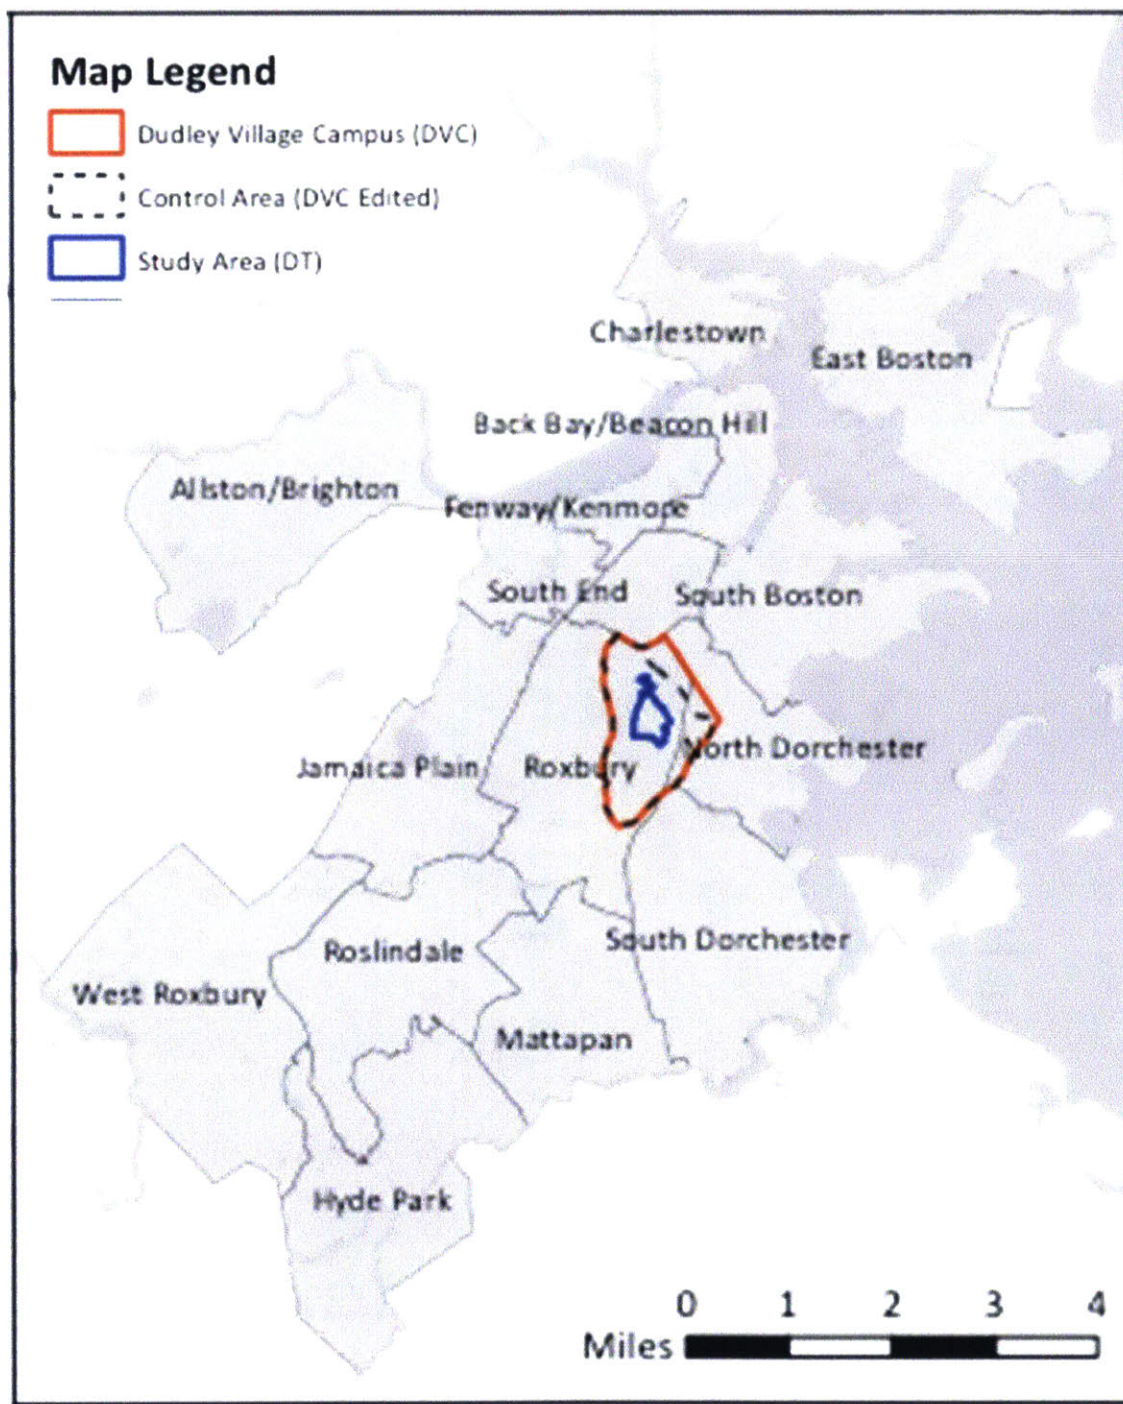 Map Legend
Dudley Village Campus (DVC)
Control Area (DVC Edited)
Study Area (DT)
Charlestown
East Boston
Back Bay/Beacon Hill
Allston/Brighton
Fenway/Kenmore
South End
South Boston
North Dorchester
Jamaica Plain
Roxbury
South Dorchester
Roslindale
West Roxbury
Mattapan
Hyde Park
0 1 2 3 4
Miles